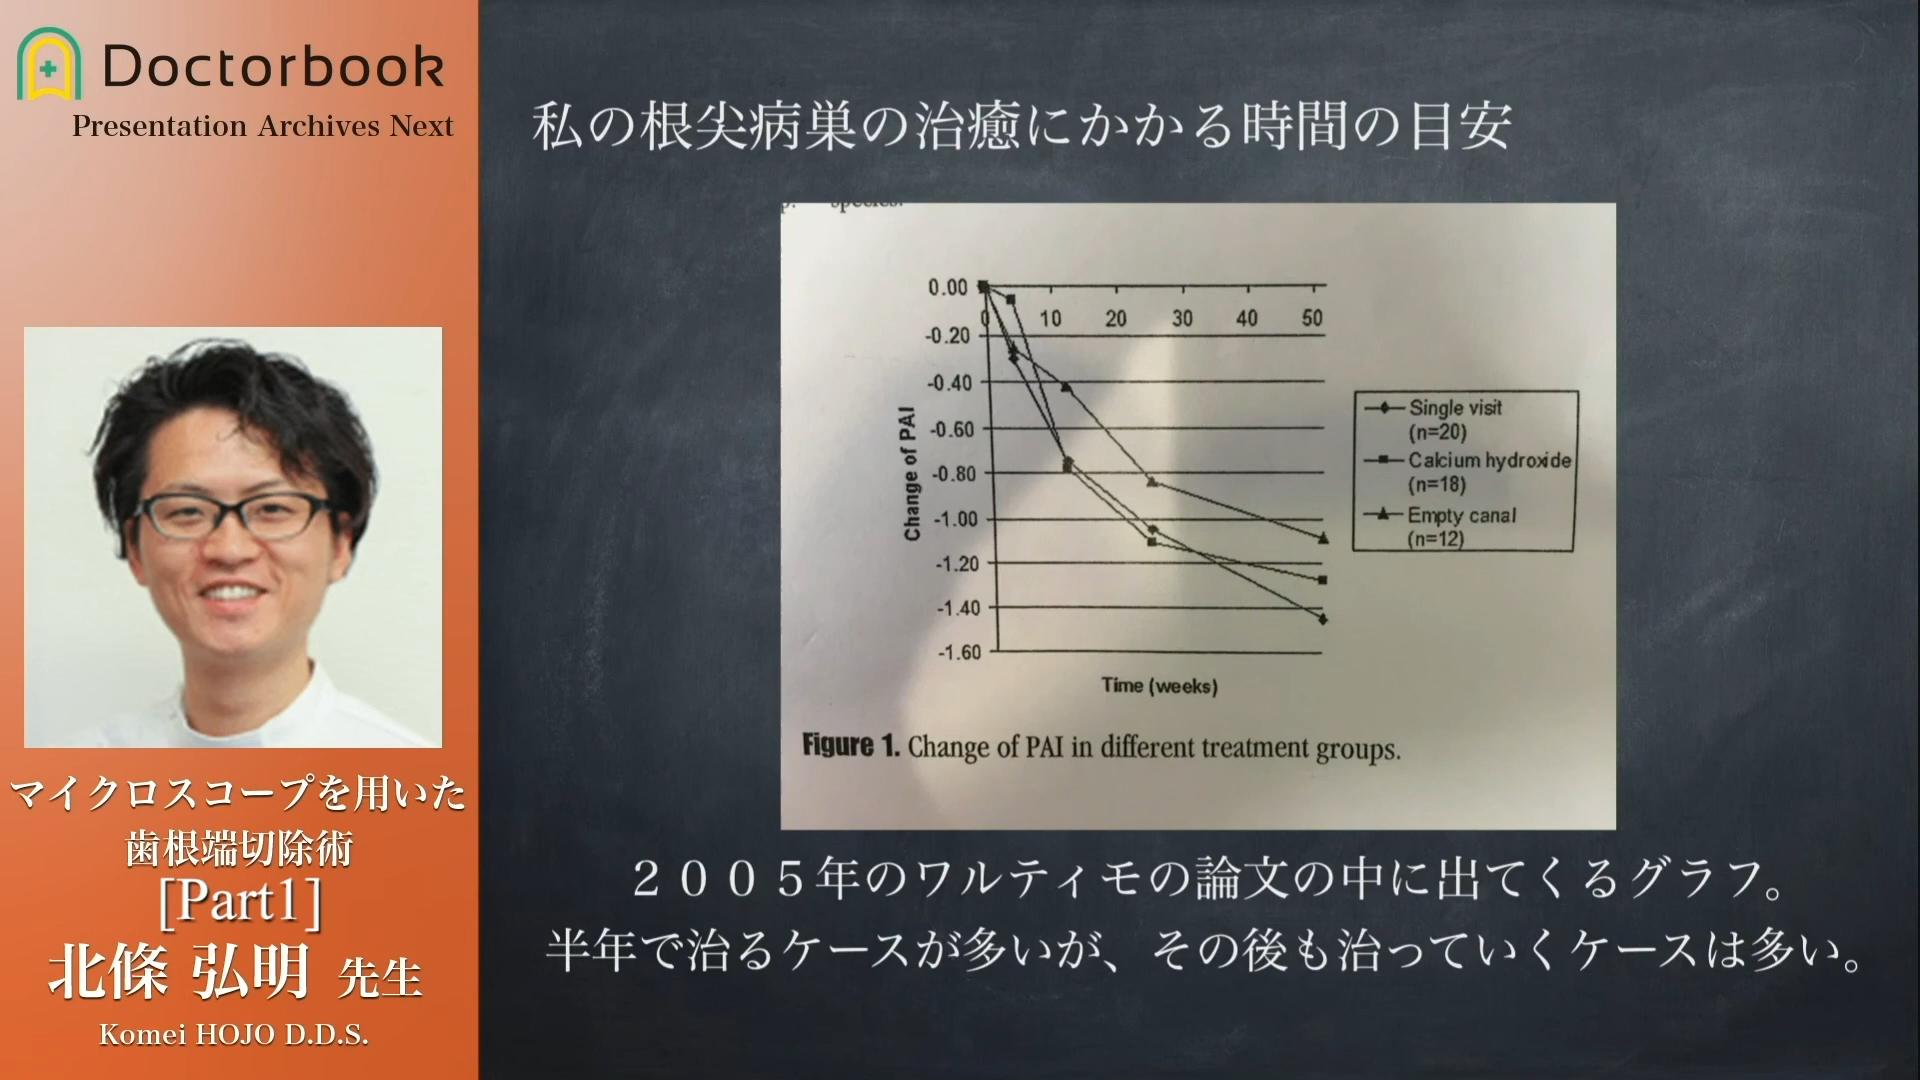 Doctorbook
Presentation Archives Next
マイクロスコープを用いた
歯根端切除術
[Part1]
北條 弘明 先生
Komei HOJO D.D.S.
私の根尖病巣の治癒にかかる時間の目安
species.
0.00
0 10 20 30 40 50
-0.20
-0.40
-0.60
-0.80
-1.00
-1.20
-1.40
-1.60
Change of PAI
Time (weeks)
Single visit
(n=20)
Calcium hydroxide
(n=18)
Empty canal
(n=12)
Figure 1. Change of PAI in different treatment groups.
２００５年のワルティモの論文の中に出てくるグラフ。
半年で治るケースが多いが、その後も治っていくケースは多い。